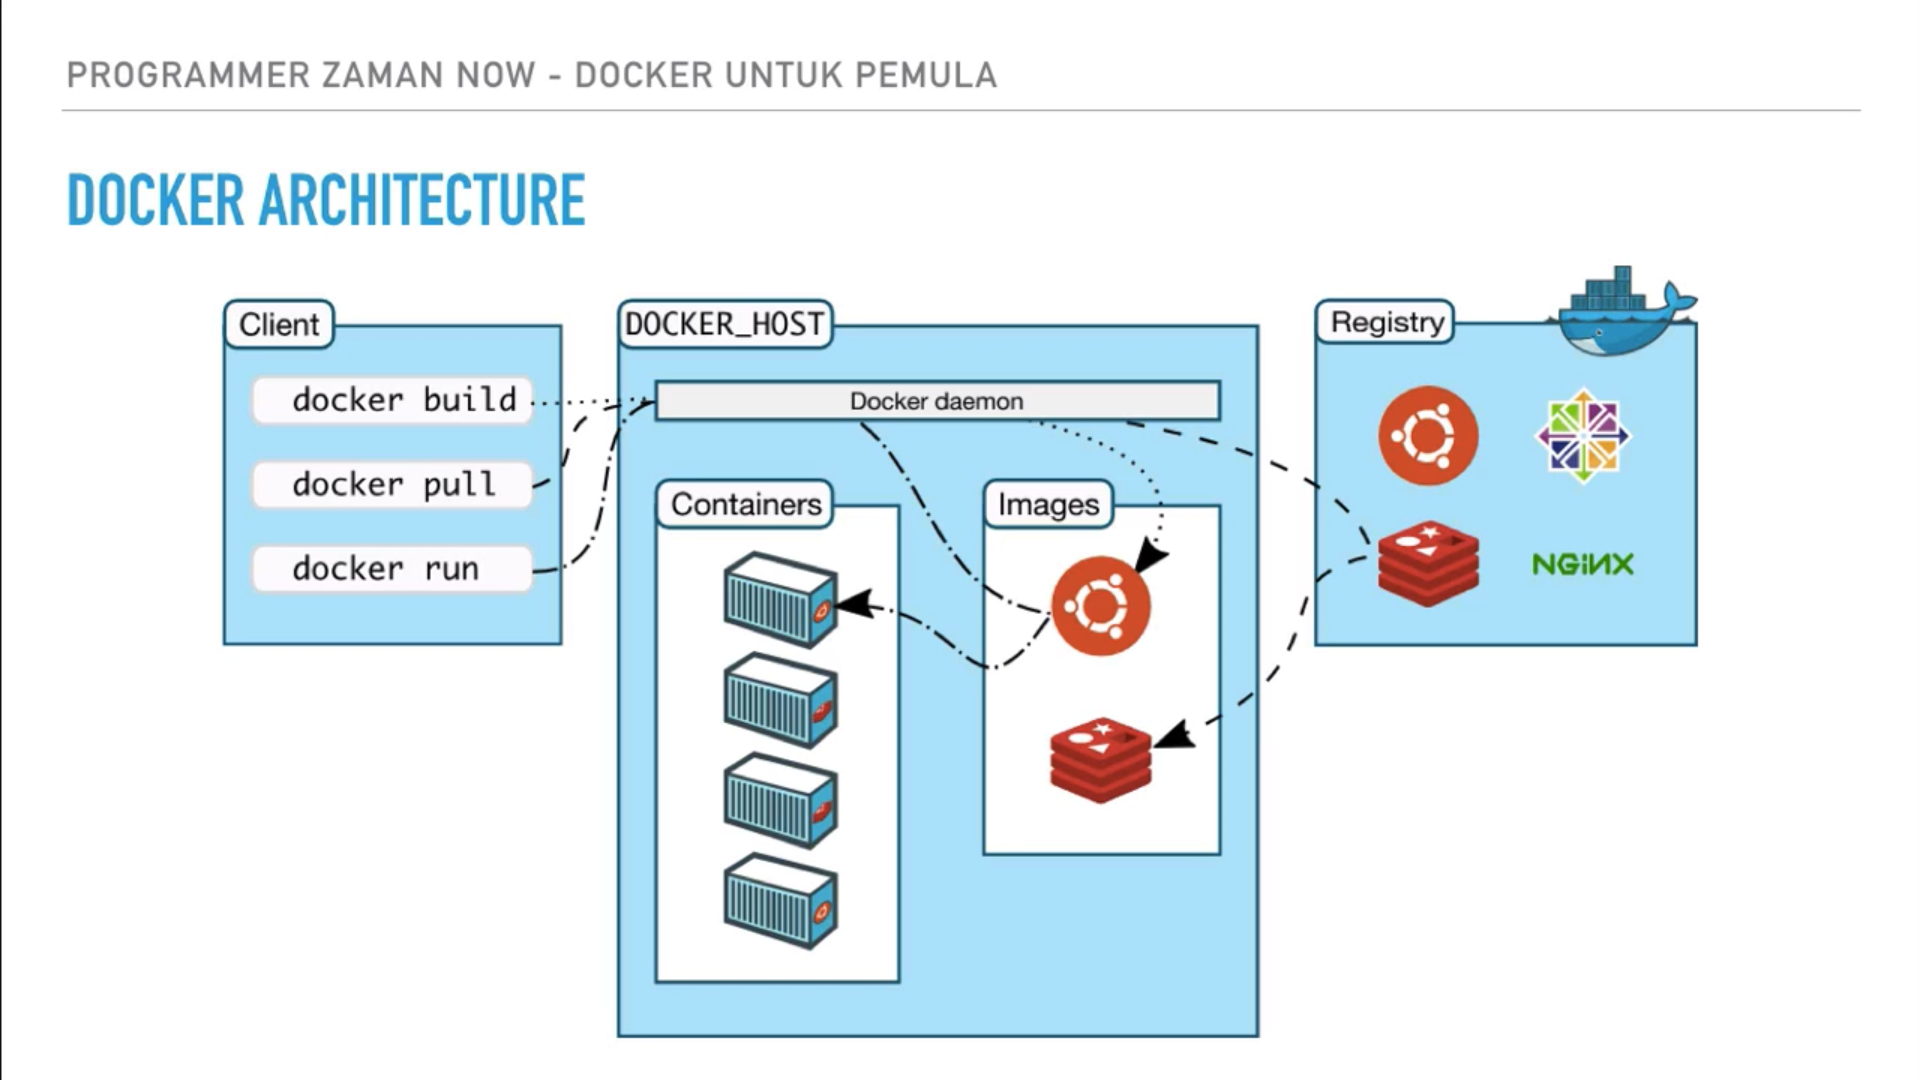 PROGRAMMER ZAMAN NOW - DOCKER UNTUK PEMULA
DOCKER ARCHITECTURE
Client
docker build
docker pull
docker run
DOCKER_HOST
Docker daemon
Containers
Images
Registry
NGiNX